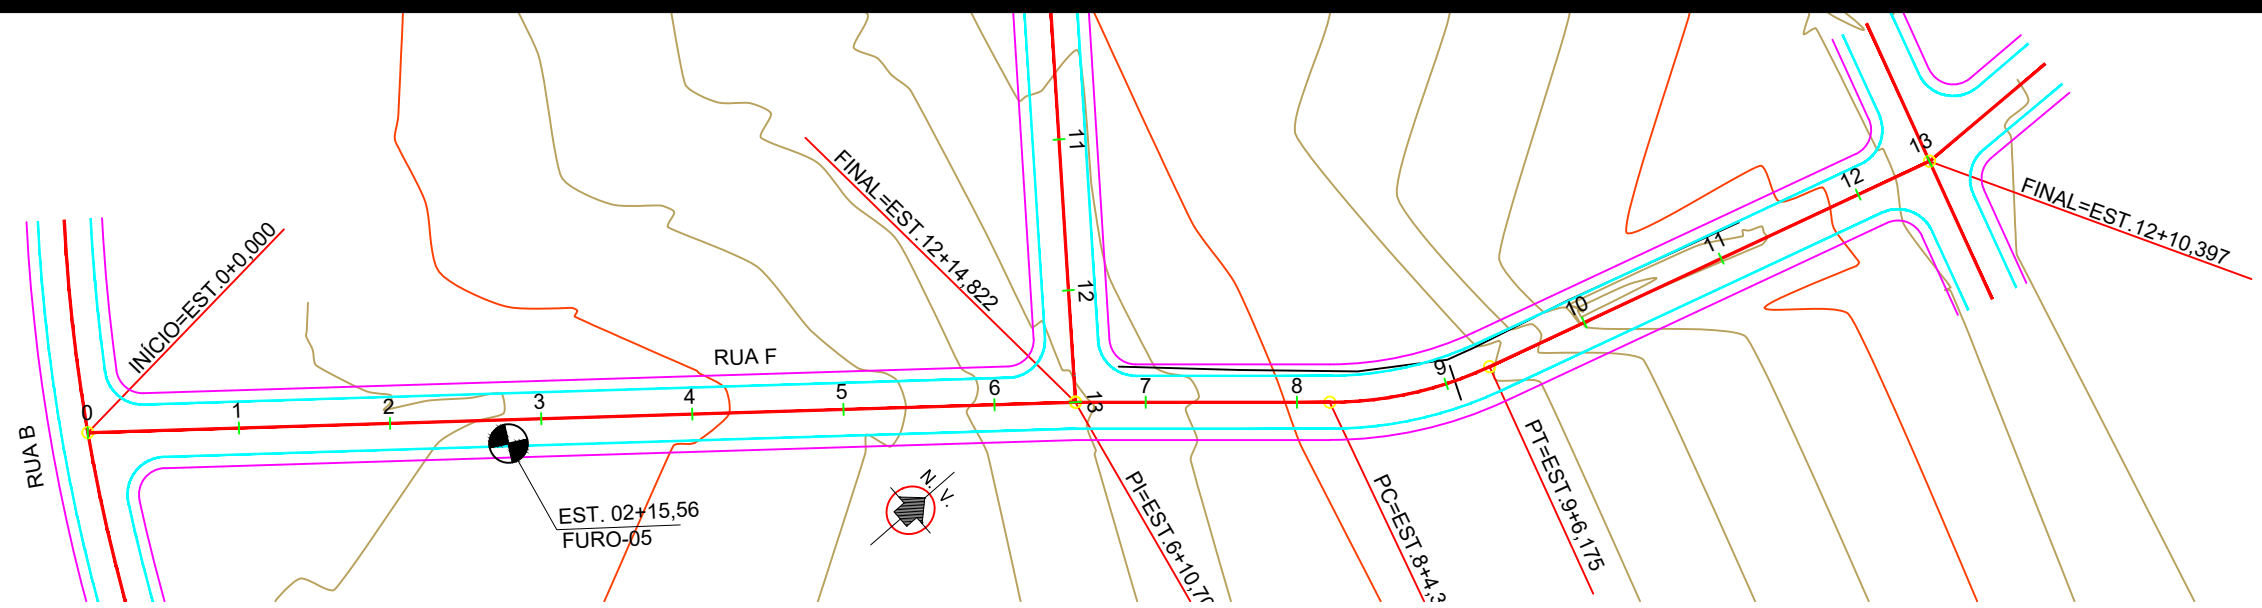 INÍCIO=EST.0+0,000
RUA B
0
1
2
3
4
5
6
7
8
9
10
11
12
13
RUA F
EST. 02+15,56
FURO-05
FINAL=EST.12+14,822
11
12
13
N. V.
PI=EST.6+10,70
PC=EST.8+4,3
PT=EST.9+6,175
FINAL=EST.12+10,397